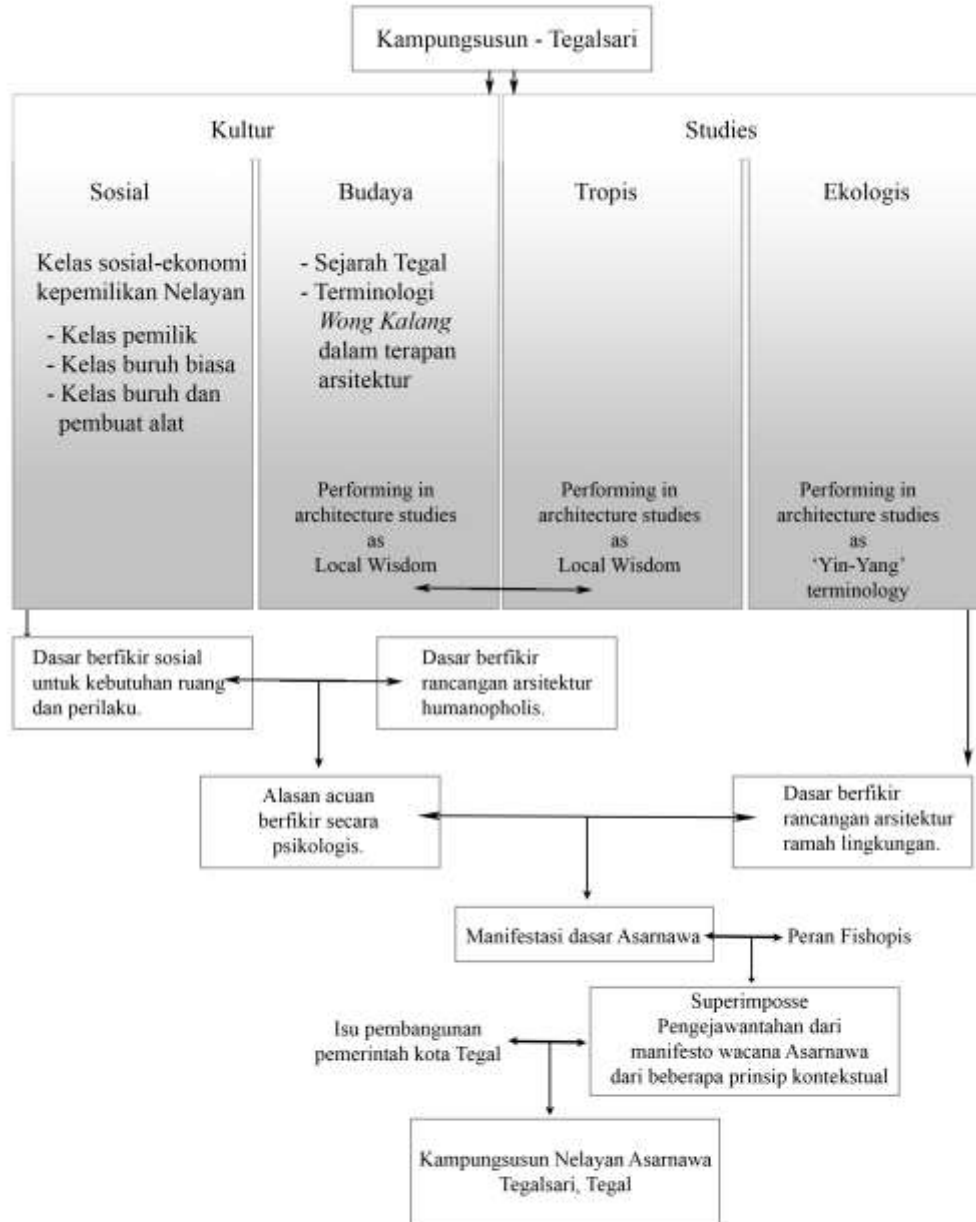 Kampungsusun - Tegalsari
Kultur
Studies
Sosial
Kelas sosial-ekonomi
kepemilikan Nelayan
- Kelas pemilik
- Kelas buruh biasa
- Kelas buruh dan
pembuat alat
Budaya
- Sejarah Tegal
- Terminologi
Wong Kalang
dalam terapan
arsitektur
Performing in
architecture studies
as
Local Wisdom
Tropis
Performing in
architecture studies
as
Local Wisdom
Ekologis
Performing in
architecture studies
as
‘Yin-Yang’
terminology
Dasar berfikir sosial
untuk kebutuhan ruang
dan perilaku.
Dasar berfikir
rancangan arsitektur
humanopholis.
Alasan acuan
berfikir secara
psikologis.
Dasar berfikir
rancangan arsitektur
ramah lingkungan.
Manifestasi dasar Asarnawa
Peran Fishopis
Superimposse
Pengejawantahan dari
manifesto wacana Asarnawa
dari beberapa prinsip kontekstual
Isu pembangunan
pemerintah kota Tegal
Kampungsusun Nelayan Asarnawa
Tegalsari, Tegal